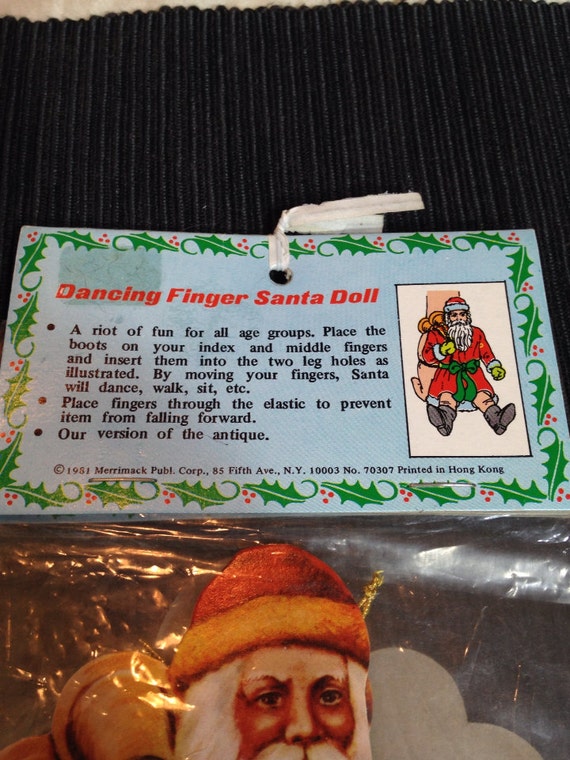 Dancing Finger Santa Doll
• A riot of fun for all age groups. Place the
boots on your index and middle fingers
and insert them into the two leg holes as
illustrated. By moving your fingers, Santa
will dance, walk, sit, etc.
• Place fingers through the elastic to prevent
item from falling forward.
• Our version of the antique.
© 1981 Merrimack Publ. Corp., 85 Fifth Ave., N.Y. 10003 No. 70307 Printed in Hong Kong